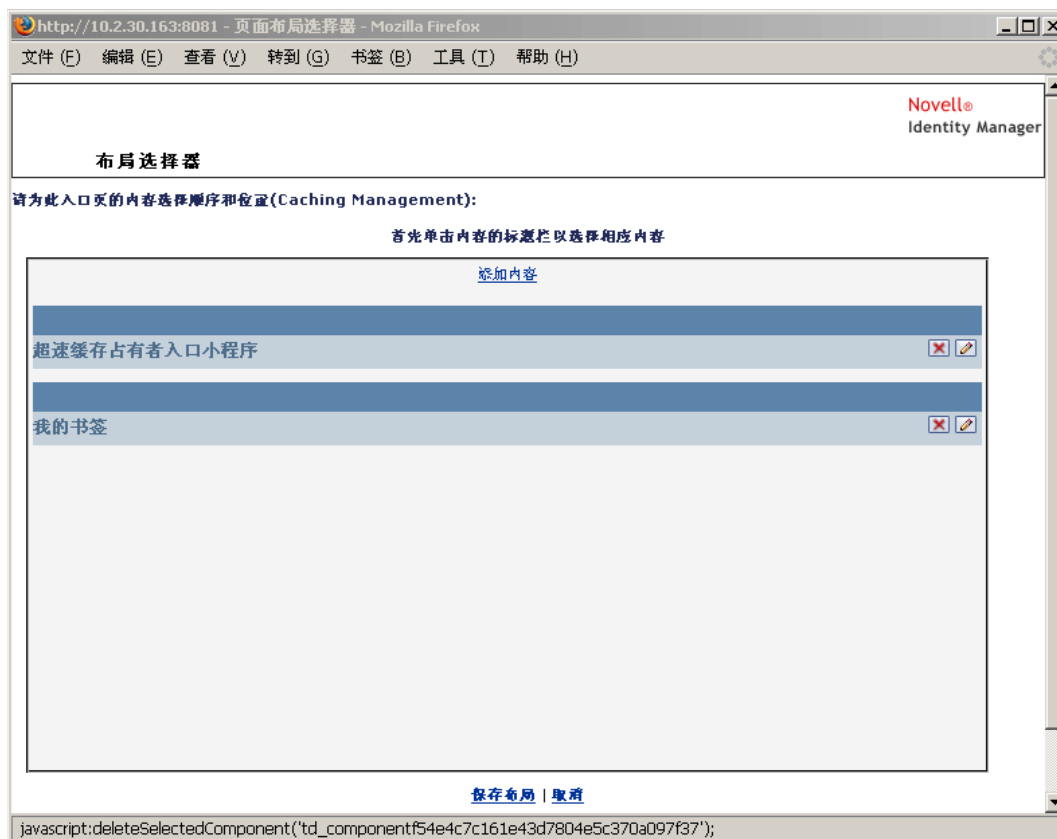 http://10.2.30.163:8081 - 页面布局选择器 - Mozilla Firefox
文件 (F) 编辑 (E) 查看 (V) 转到 (G) 书签 (B) 工具 (T) 帮助 (H)
Novell®
Identity Manager
布局选择器
请为此入口页的内容选择顺序和位置(Caching Management):
首先单击内容的标题栏以选择相应内容
添加内容
超速缓存占有者入口小程序
我的书签
保存布局 | 取消
javascript:deleteSelectedComponent('td_componentf54e4c7c161e43d7804e5c370a097f37');